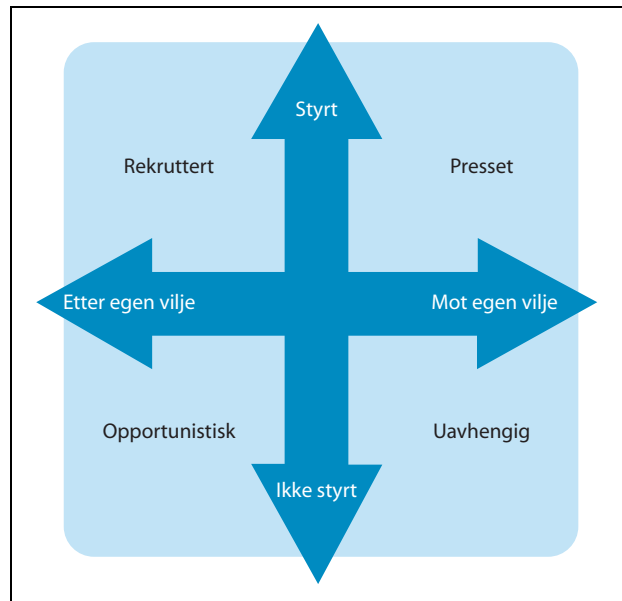 Styrt
Rekruttert
Presset
Etter egen vilje
Mot egen vilje
Opportunistisk
Uavhengig
Ikke styrt